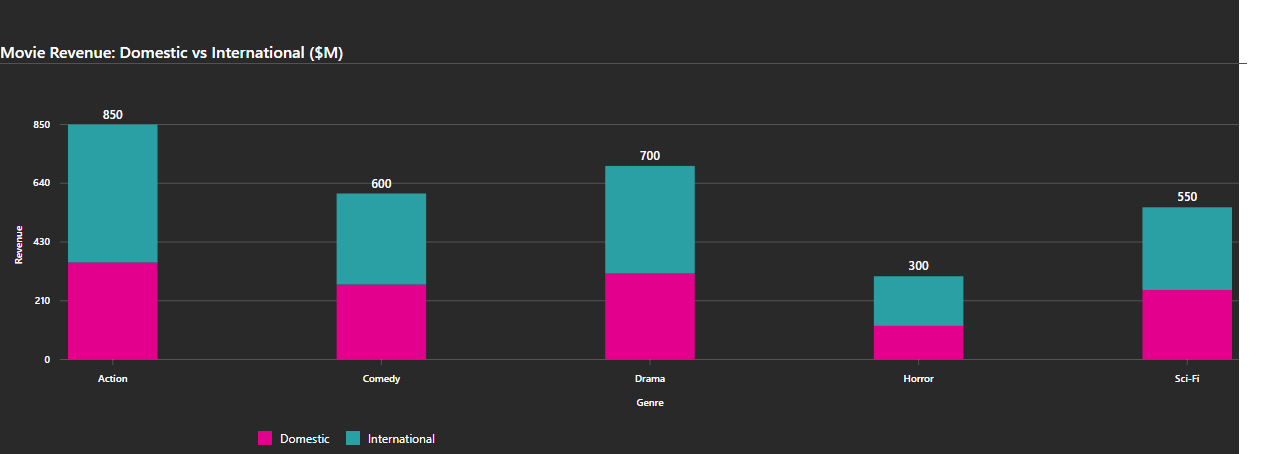 Movie Revenue: Domestic vs International ($M)
850
600
700
300
550
850
640
430
210
0
Revenue
Action Comedy Drama Horror Sci-Fi
Genre
Domestic International